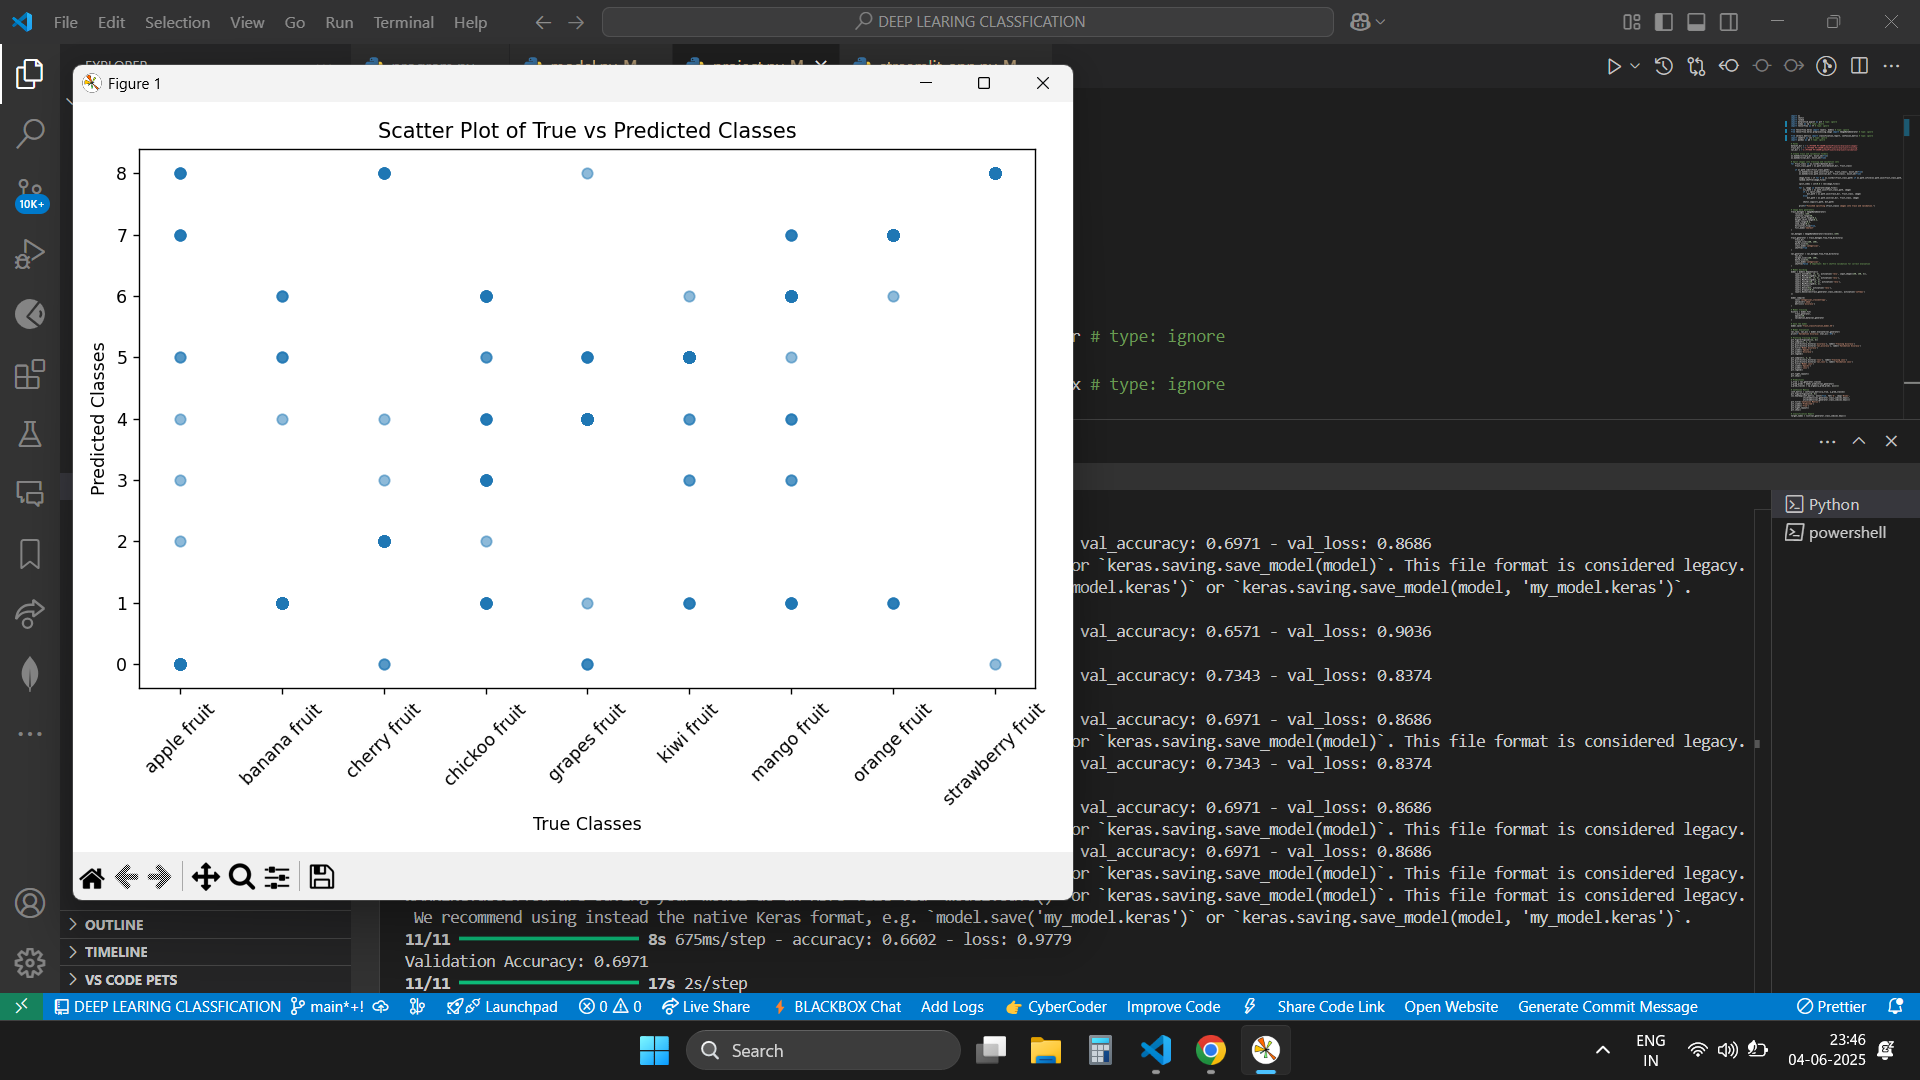 File Edit Selection View Go Run Terminal Help
DEEP LEARING CLASSFICATION
Figure 1
Scatter Plot of True vs Predicted Classes
8
7
6
5
4
3
2
1
0
Predicted Classes
apple fruit
banana fruit
cherry fruit
chickoo fruit
grapes fruit
kiwi fruit
mango fruit
orange fruit
strawberry fruit
True Classes
10K+
r # type: ignore
x # type: ignore
Python
powershell
val_accuracy: 0.6971 - val_loss: 0.8686
or `keras.saving.save_model(model)`. This file format is considered legacy.
model.keras')` or `keras.saving.save_model(model, 'my_model.keras')`.
val_accuracy: 0.6571 - val_loss: 0.9036
val_accuracy: 0.7343 - val_loss: 0.8374
val_accuracy: 0.6971 - val_loss: 0.8686
or `keras.saving.save_model(model)`. This file format is considered legacy.
val_accuracy: 0.7343 - val_loss: 0.8374
val_accuracy: 0.6971 - val_loss: 0.8686
or `keras.saving.save_model(model)`. This file format is considered legacy.
val_accuracy: 0.6971 - val_loss: 0.8686
or `keras.saving.save_model(model)`. This file format is considered legacy.
or `keras.saving.save_model(model)`. This file format is considered legacy.
We recommend using instead the native Keras format, e.g. `model.save('my_model.keras')` or `keras.saving.save_model(model, 'my_model.keras')`.
11/11 8s 675ms/step - accuracy: 0.6602 - loss: 0.9779
Validation Accuracy: 0.6971
11/11 17s 2s/step
OUTLINE
TIMELINE
VS CODE PETS
DEEP LEARING CLASSFICATION main*+! Launchpad 0 0 Live Share BLACKBOX Chat Add Logs CyberCoder Improve Code Share Code Link Open Website Generate Commit Message Prettier
Search
ENG
IN
23:46
04-06-2025